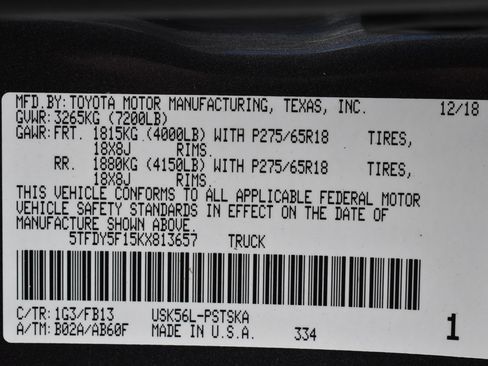 MFD.BY: TOYOTA MOTOR MANUFACTURING, TEXAS, INC. 12/18
GVWR: 3265KG (7200LB)
GAWR: FRT. 1815KG (4000LB) WITH P275/65R18 TIRES,
18X8J RIMS.
RR. 1880KG (4150LB) WITH P275/65R18 TIRES,
18X8J RIMS.
THIS VEHICLE CONFORMS TO ALL APPLICABLE FEDERAL MOTOR
VEHICLE SAFETY STANDARDS IN EFFECT ON THE DATE OF
MANUFACTURE SHOWN ABOVE.
5TFDY5F15KX813657 TRUCK
C/TR: 1G3/FB13 USK56L-PSTSKA
A/TM: B02A/AB60F MADE IN U.S.A. 334 1